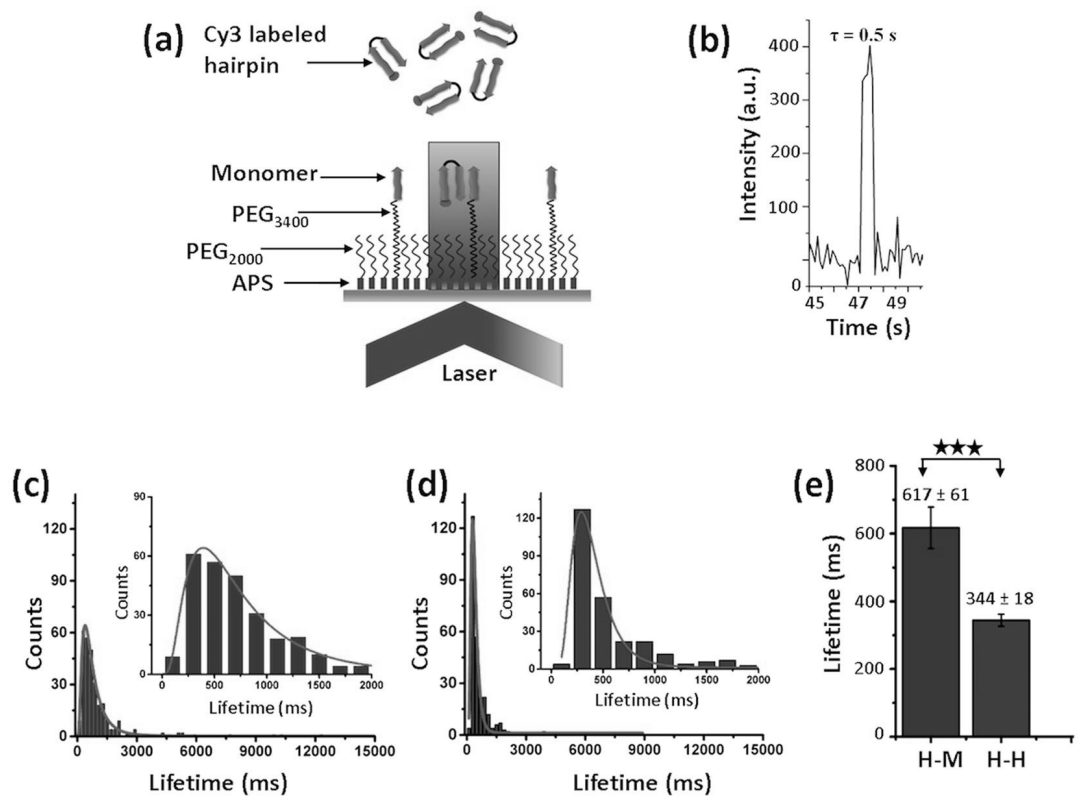 (a)
Cy3 labeled
hairpin
Monomer
PEG3400
PEG2000
APS
Laser
(b)
τ = 0.5 s
400
300
200
100
0
Intensity (a.u.)
45 47 49
Time (s)
(c)
120
90
60
30
0
Counts
0 3000 6000 9000 12000 15000
Lifetime (ms)
90
60
30
0
Counts
0 500 1000 1500 2000
Lifetime (ms)
(d)
120
90
60
30
0
Counts
0 3000 6000 9000 12000 15000
Lifetime (ms)
120
90
60
30
0
Counts
0 500 1000 1500 2000
Lifetime (ms)
(e)
★★★
800
600
400
200
0
Lifetime (ms)
617 ± 61
344 ± 18
H-M H-H